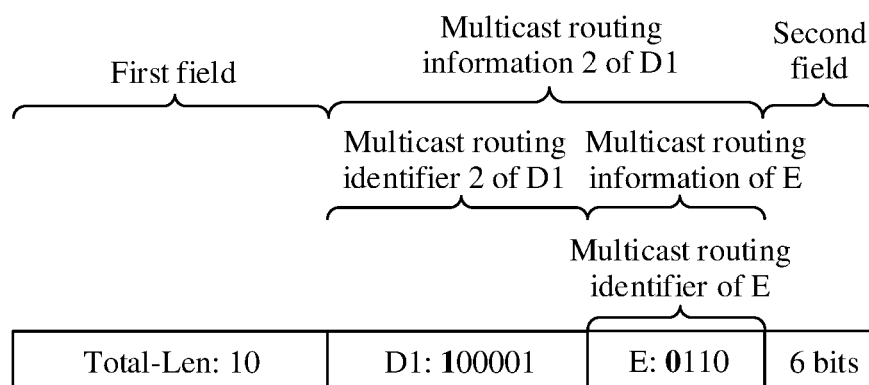 Multicast routing
information 2 of D1
Second
field
First field
Multicast routing
identifier 2 of D1
Multicast routing
information of E
Multicast routing
identifier of E
Total-Len: 10
D1: 100001
E: 0110
6 bits